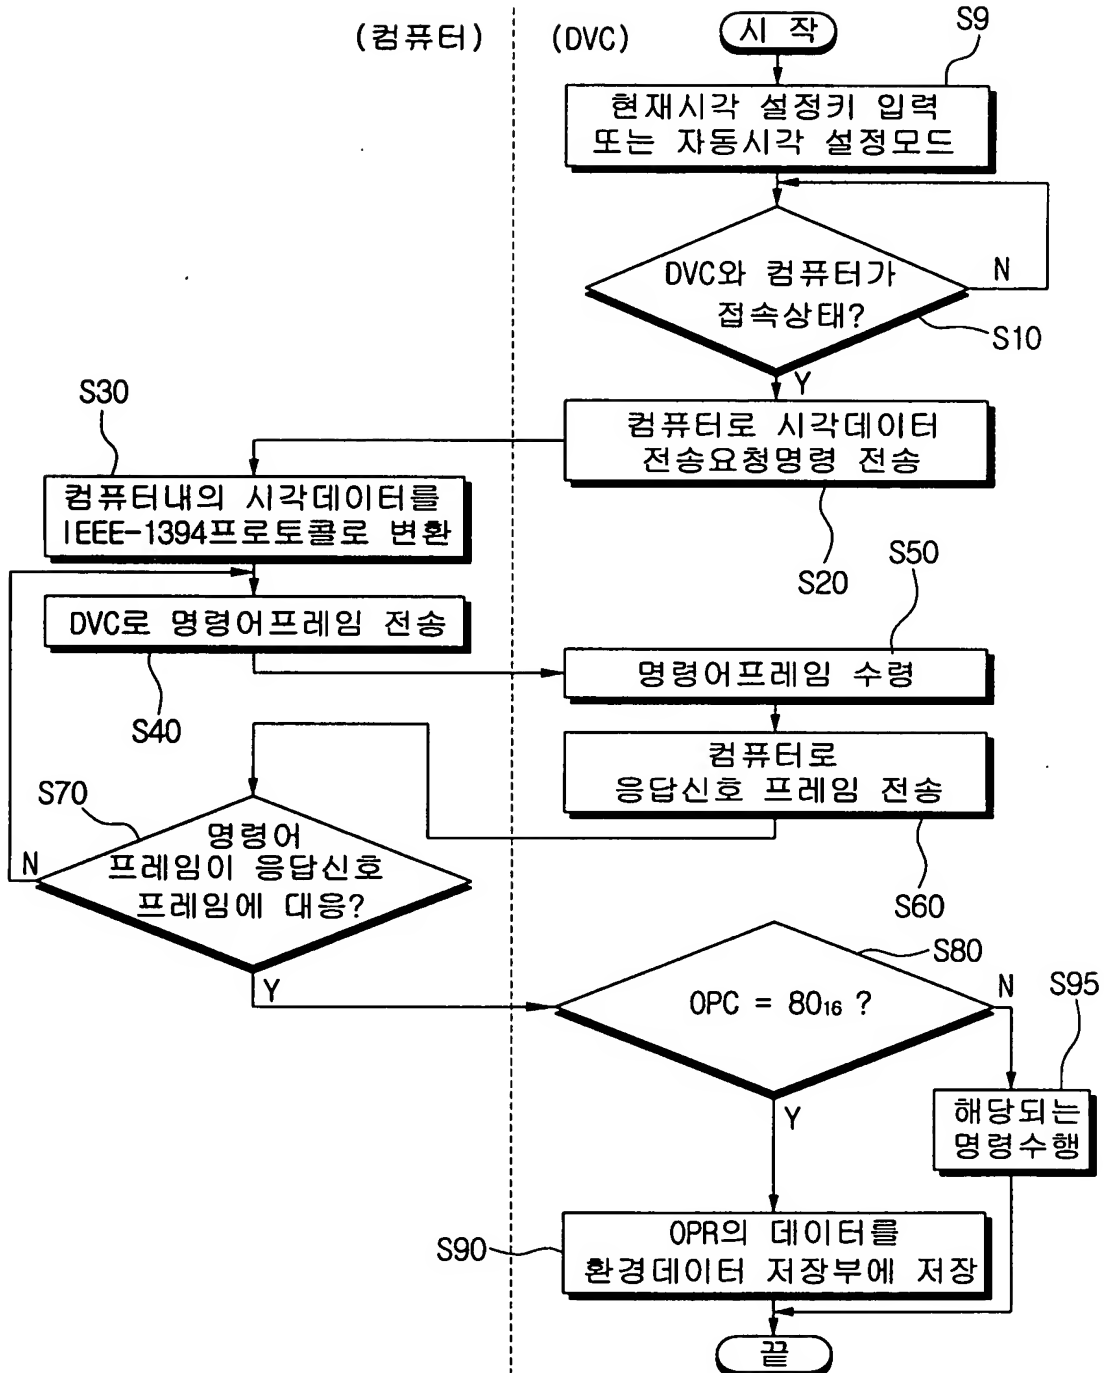 (컴퓨터)
(DVC)
시 작
S9
현재시각 설정키 입력
또는 자동시각 설정모드
DVC와 컴퓨터가
접속상태?
N
S10
Y
컴퓨터로 시각데이터
전송요청명령 전송
S20
S30
컴퓨터내의 시각데이터를
IEEE-1394프로토콜로 변환
DVC로 명령어프레임 전송
S40
S50
명령어프레임 수령
컴퓨터로
응답신호 프레임 전송
S60
S70
명령어
프레임이 응답신호
프레임에 대응?
N
Y
S80
OPC = 80₁₆ ?
N
S95
해당되는
명령수행
Y
S90
OPR의 데이터를
환경데이터 저장부에 저장
끝